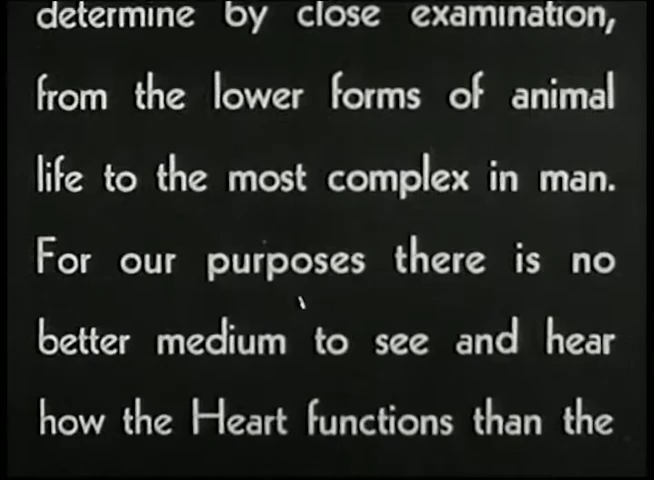 determine by close examination,
from the lower forms of animal
life to the most complex in man.
For our purposes there is no
better medium to see and hear
how the Heart functions than the